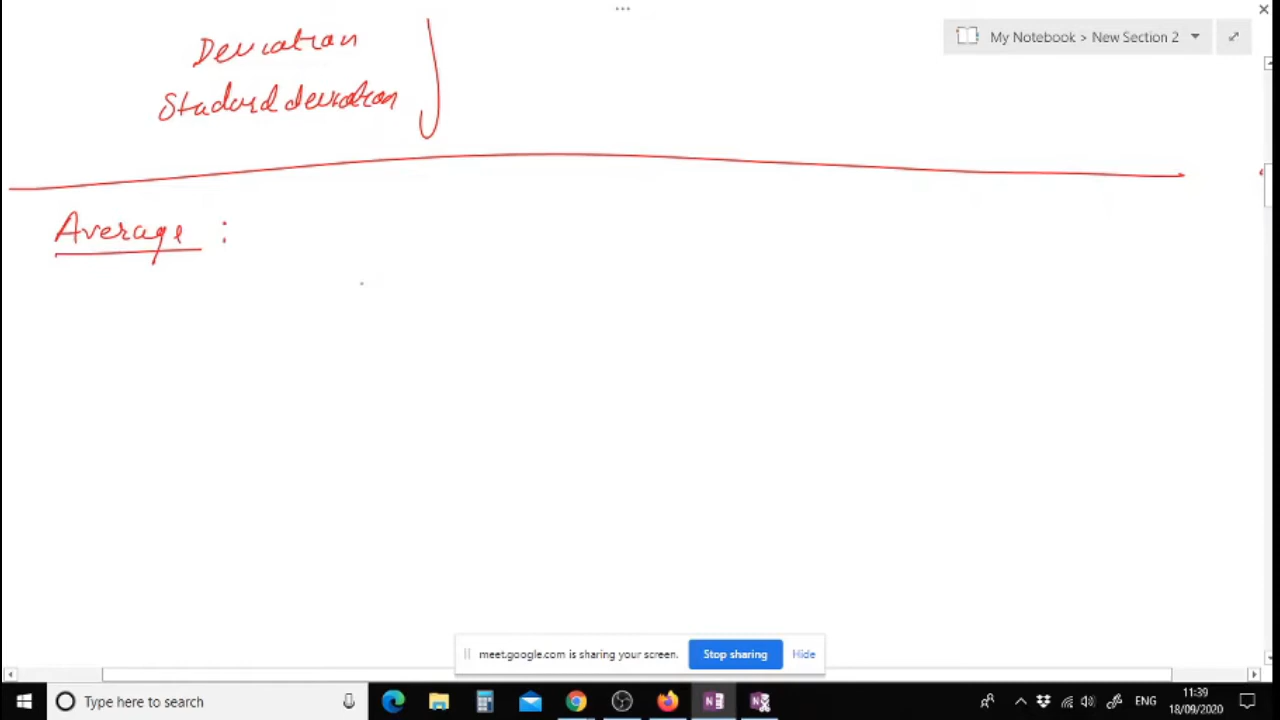 Deviation
Standard deviation
My Notebook > New Section 2
Average :
meet.google.com is sharing your screen.
Stop sharing
Hide
Type here to search
ENG
11:39
18/09/2020